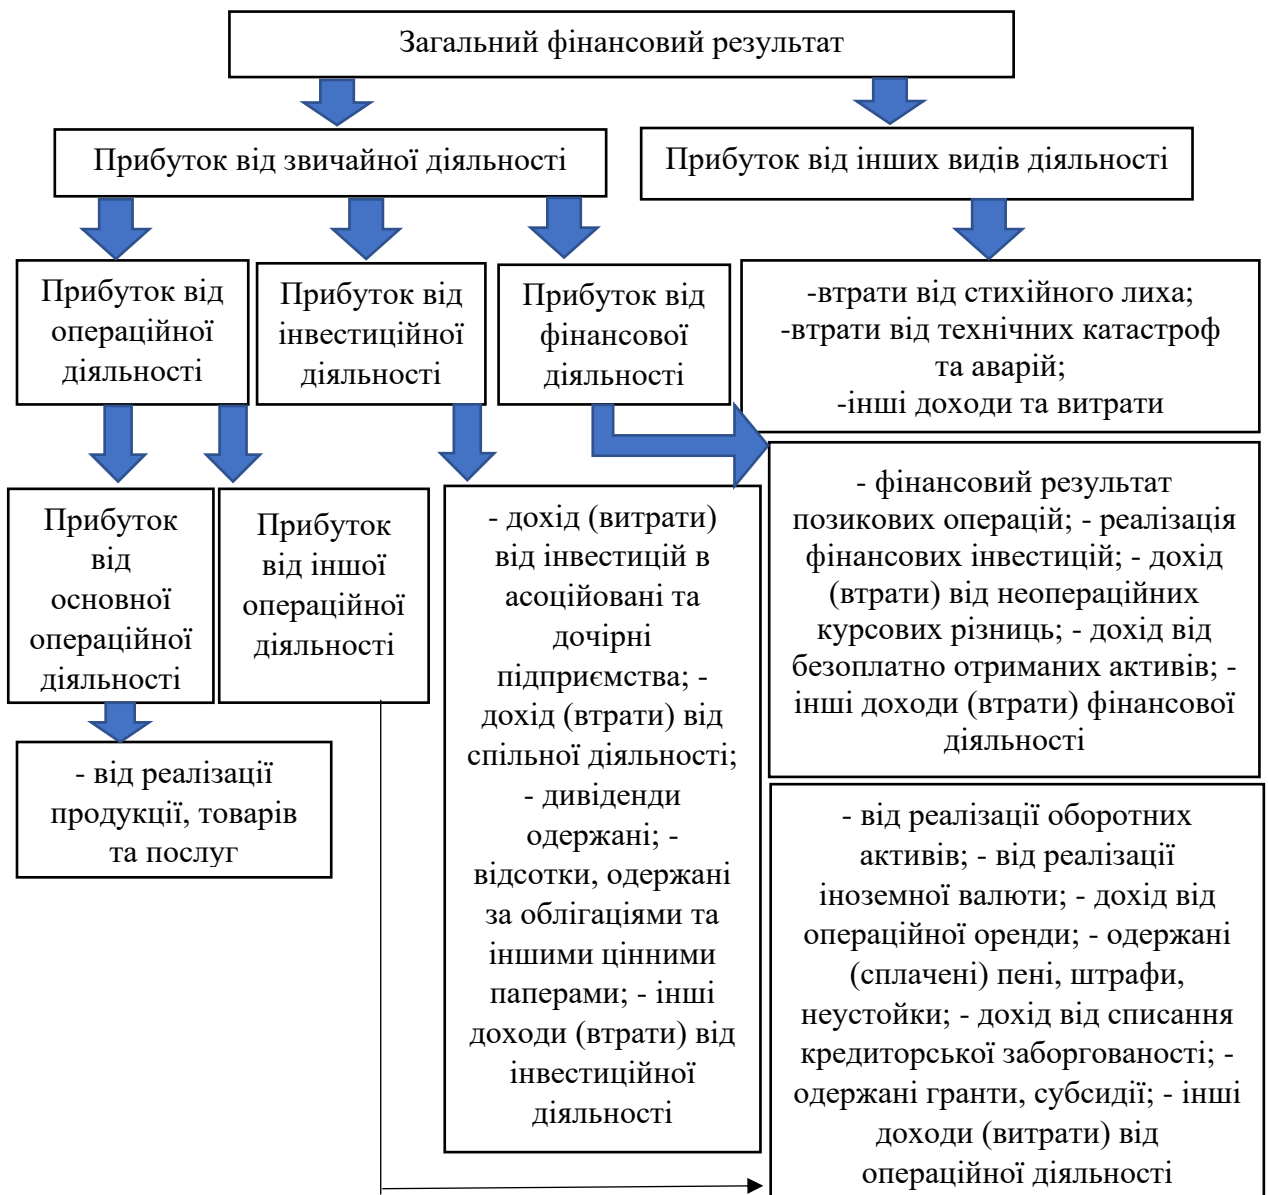 Загальний фінансовий результат
Прибуток від звичайної діяльності
Прибуток від інших видів діяльності
Прибуток від
операційної
діяльності
Прибуток від
інвестиційної
діяльності
Прибуток від
фінансової
діяльності
-втрати від стихійного лиха;
-втрати від технічних катастроф
та аварій;
-інші доходи та витрати
Прибуток
від
основної
операційної
діяльності
Прибуток
від іншої
операційної
діяльності
- дохід (витрати)
від інвестицій в
асоційовані та
дочірні
підприємства; -
дохід (втрати) від
спільної діяльності;
- дивіденди
одержані; -
відсотки, одержані
за облігаціями та
іншими цінними
паперами; - інші
доходи (втрати) від
інвестиційної
діяльності
- фінансовий результат
позикових операцій; - реалізація
фінансових інвестицій; - дохід
(втрати) від неопераційних
курсових різниць; - дохід від
безоплатно отриманих активів; -
інші доходи (втрати) фінансової
діяльності
- від реалізації
продукції, товарів
та послуг
- від реалізації оборотних
активів; - від реалізації
іноземної валюти; - дохід від
операційної оренди; - одержані
(сплачені) пені, штрафи,
неустойки; - дохід від списання
кредиторської заборгованості; -
одержані гранти, субсидії; - інші
доходи (витрати) від
операційної діяльності